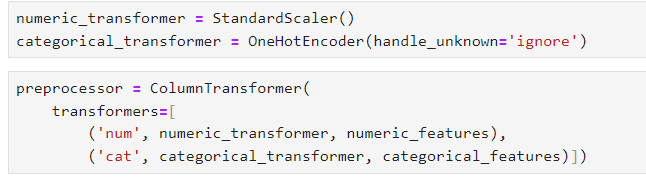 numeric_transformer = StandardScaler()
categorical_transformer = OneHotEncoder(handle_unknown='ignore')
preprocessor = ColumnTransformer(
    transformers=[
        ('num', numeric_transformer, numeric_features),
        ('cat', categorical_transformer, categorical_features)])